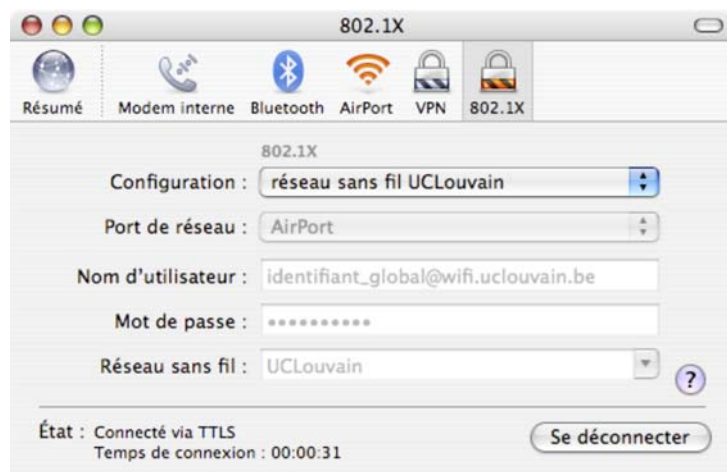 802.1X
Résumé Modem interne Bluetooth AirPort VPN 802.1X
802.1X
Configuration : réseau sans fil UCLouvain
Port de réseau : AirPort
Nom d'utilisateur : identifiant_global@wifi.uclouvain.be
Mot de passe : ••••••••••
Réseau sans fil : UCLouvain
?
État : Connecté via TTLS
Temps de connexion : 00:00:31
Se déconnecter